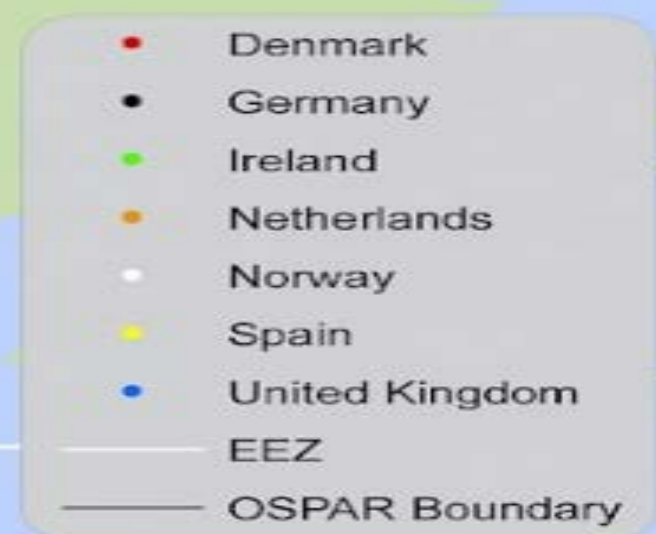 Denmark
Germany
Ireland
Netherlands
Norway
Spain
United Kingdom
EEZ
OSPAR Boundary